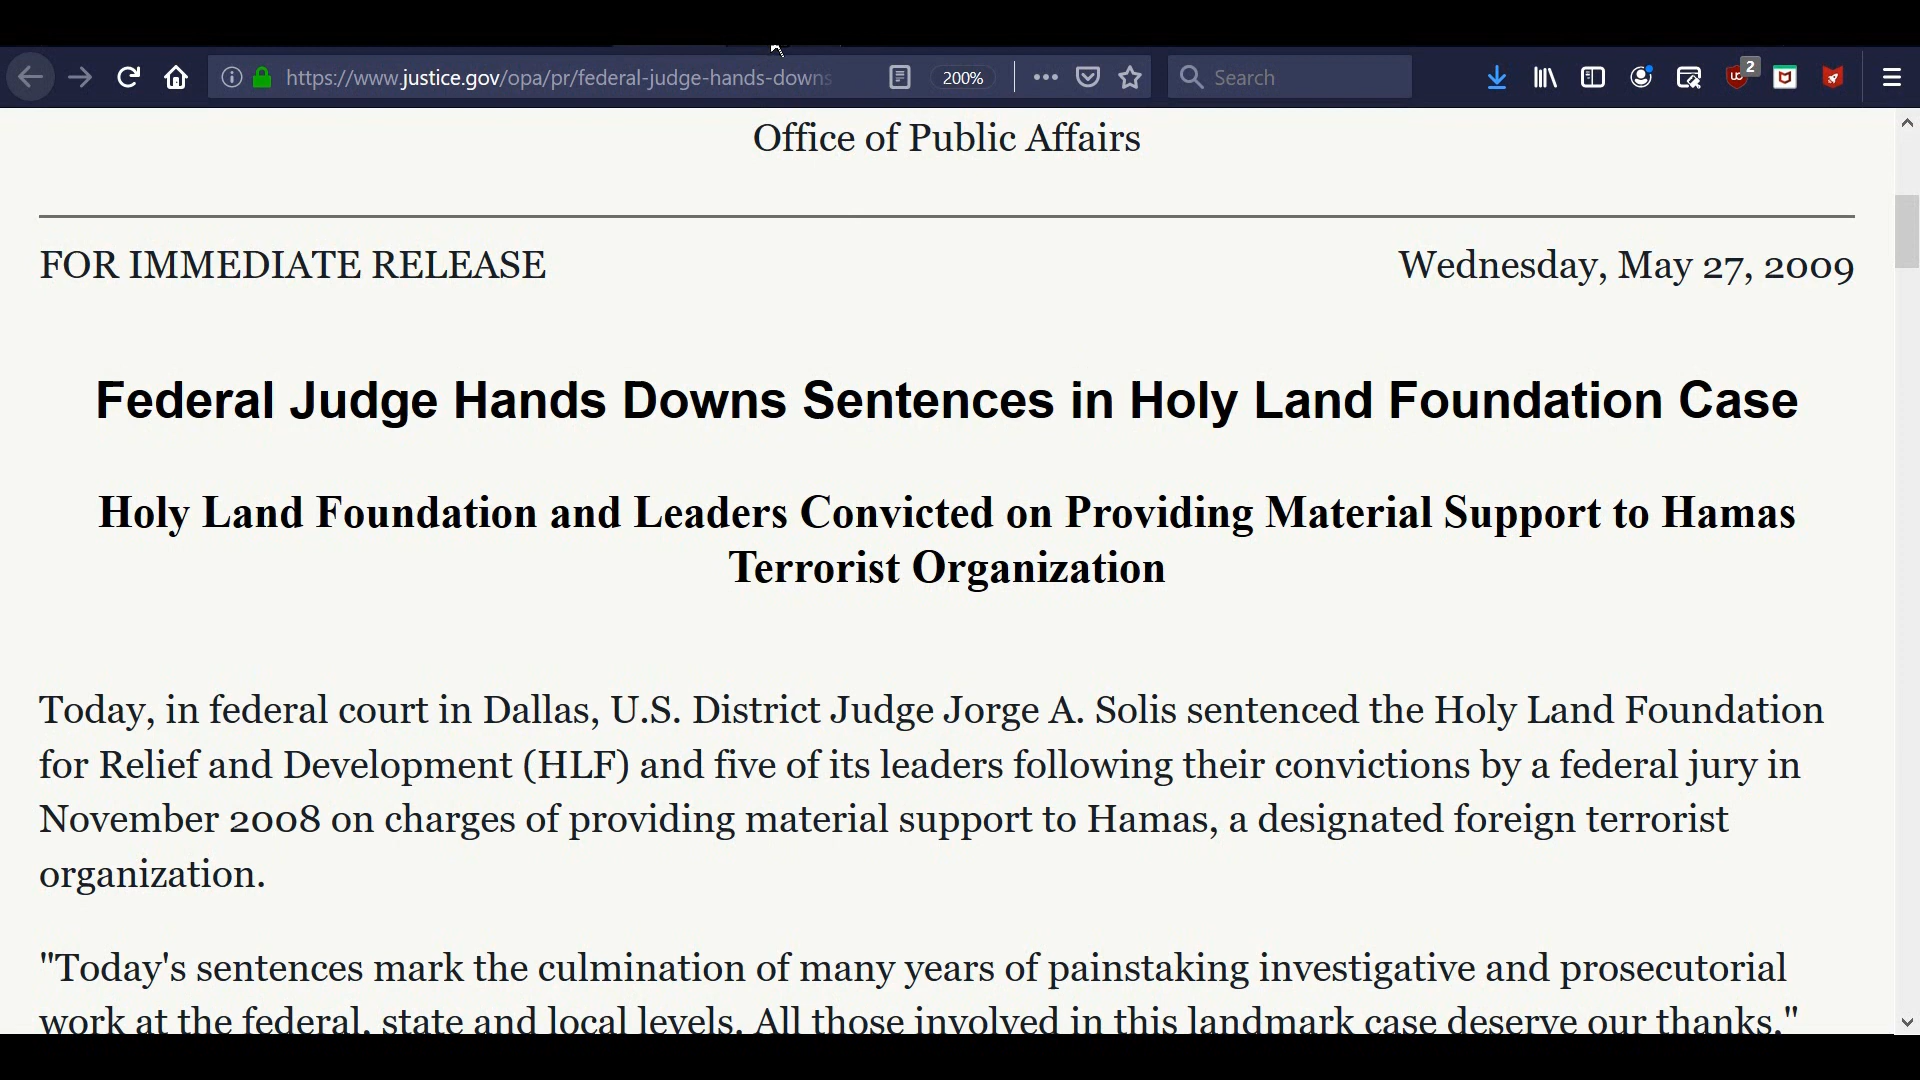 https://www.justice.gov/opa/pr/federal-judge-hands-downs
200%
Search
2
Office of Public Affairs
FOR IMMEDIATE RELEASE
Wednesday, May 27, 2009
Federal Judge Hands Downs Sentences in Holy Land Foundation Case
Holy Land Foundation and Leaders Convicted on Providing Material Support to Hamas
Terrorist Organization
Today, in federal court in Dallas, U.S. District Judge Jorge A. Solis sentenced the Holy Land Foundation
for Relief and Development (HLF) and five of its leaders following their convictions by a federal jury in
November 2008 on charges of providing material support to Hamas, a designated foreign terrorist
organization.
"Today's sentences mark the culmination of many years of painstaking investigative and prosecutorial
work at the federal, state and local levels. All those involved in this landmark case deserve our thanks,"